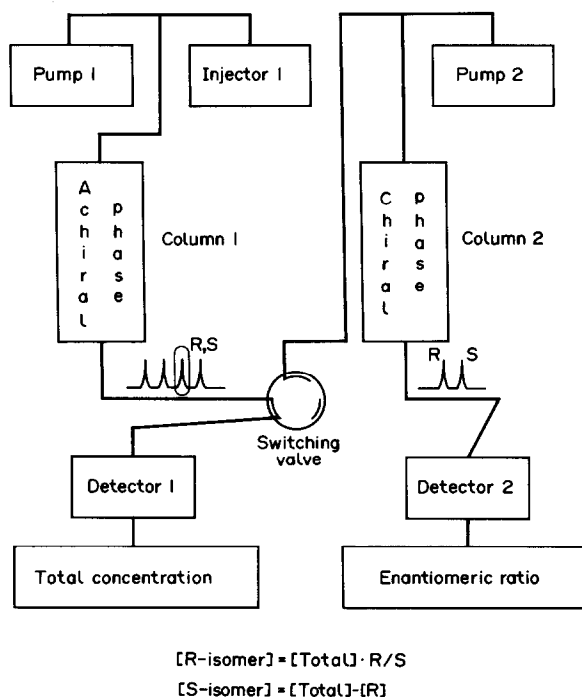 Pump 1
Injector 1
Pump 2
Achiral phase
Column 1
Chiral phase
Column 2
R,S
R S
Switching valve
Detector 1
Detector 2
Total concentration
Enantiomeric ratio
[R-isomer] = [Total] · R/S
[S-isomer] = [Total]-[R]